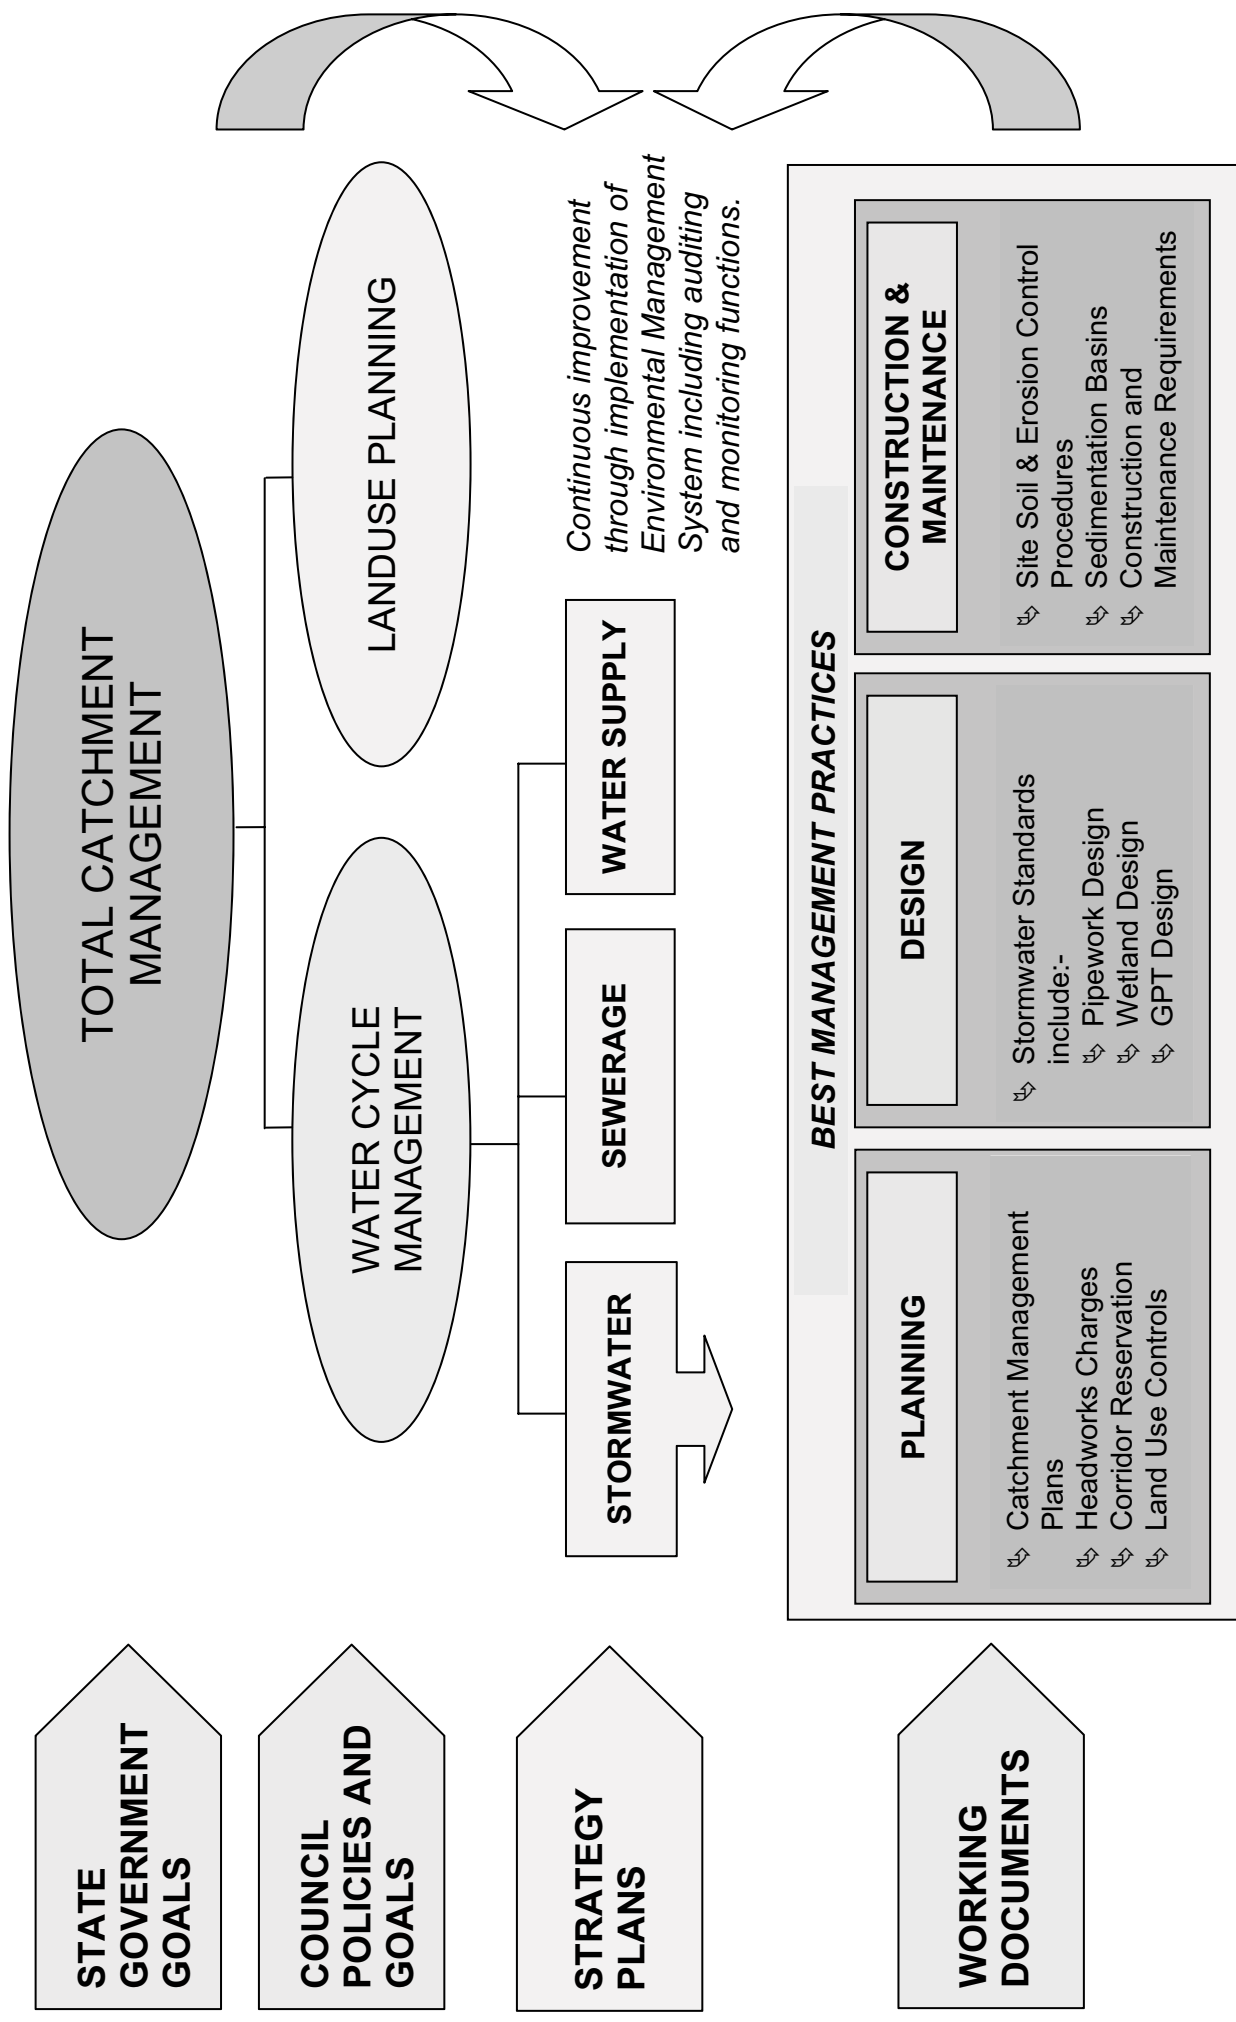 STATE
GOVERNMENT
GOALS
TOTAL CATCHMENT
MANAGEMENT
COUNCIL
POLICIES AND
GOALS
WATER CYCLE
MANAGEMENT
LANDUSE PLANNING
STRATEGY
PLANS
STORMWATER
SEWERAGE
WATER SUPPLY
Continuous improvement
through implementation of
Environmental Management
System including auditing
and monitoring functions.
WORKING
DOCUMENTS
BEST MANAGEMENT PRACTICES
PLANNING
Catchment Management
Plans
Headworks Charges
Corridor Reservation
Land Use Controls
DESIGN
Stormwater Standards
include:-
Pipework Design
Wetland Design
GPT Design
CONSTRUCTION &
MAINTENANCE
Site Soil & Erosion Control
Procedures
Sedimentation Basins
Construction and
Maintenance Requirements